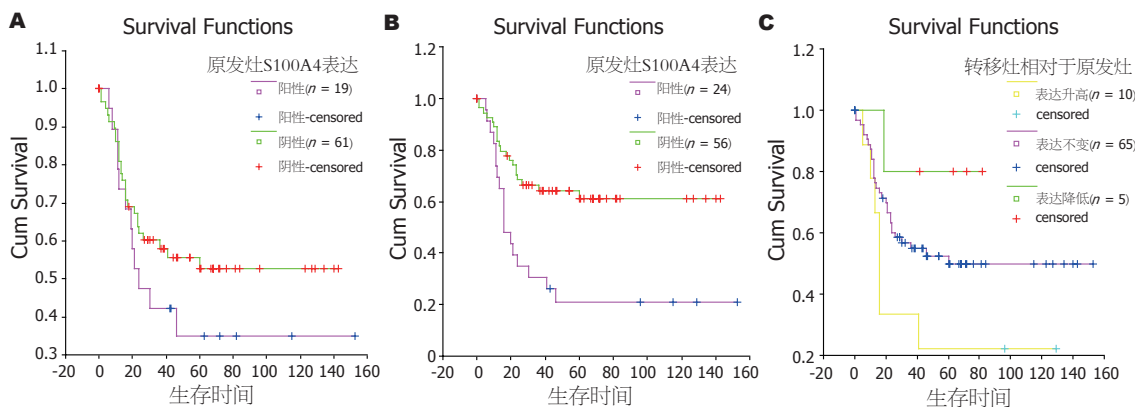 A
Survival Functions
原发灶S100A4表达
阳性(n = 19)
阳性-censored
阴性(n = 61)
阴性-censored
Cum Survival
1.1
1.0
0.9
0.8
0.7
0.6
0.5
0.4
0.3
-20 0 20 40 60 80 100 120 140 160
生存时间
B
Survival Functions
原发灶S100A4表达
阳性(n = 24)
阳性-censored
阴性(n = 56)
阴性-censored
Cum Survival
1.2
1.0
0.8
0.6
0.4
0.2
0
-20 0 20 40 60 80 100 120 140 160
生存时间
C
Survival Functions
转移灶相对于原发灶
表达升高(n = 10)
censored
表达不变(n = 65)
censored
表达降低(n = 5)
censored
Cum Survival
1.2
1.0
0.8
0.6
0.4
0.2
-20 0 20 40 60 80 100 120 140 160
生存时间